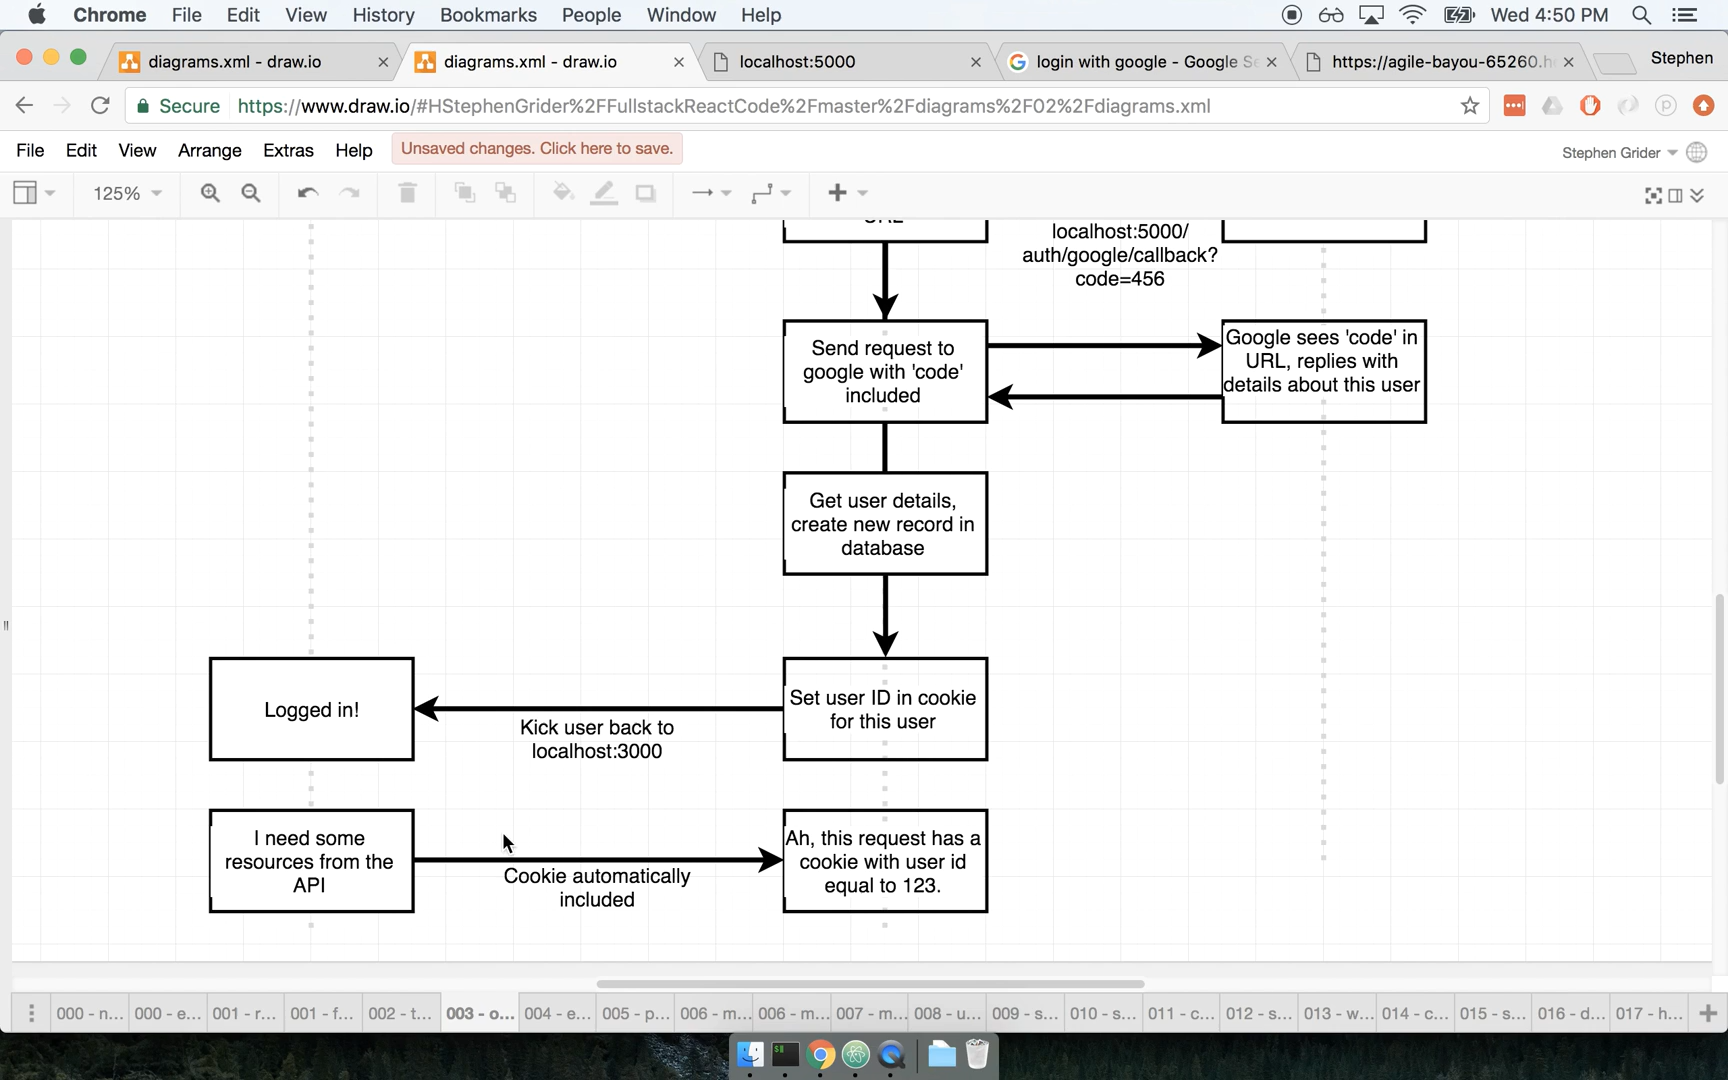 Chrome File Edit View History Bookmarks People Window Help Wed 4:50 PM
diagrams.xml - draw.io diagrams.xml - draw.io localhost:5000 login with google - Google Se https://agile-bayou-65260.h Stephen
Secure https://www.draw.io/#HStephenGrider%2FFullstackReactCode%2Fmaster%2Fdiagrams%2F02%2Fdiagrams.xml
File Edit View Arrange Extras Help Unsaved changes. Click here to save. Stephen Grider
125%
URL
localhost:5000/
auth/google/callback?
code=456
Send request to
google with 'code'
included
Google sees 'code' in
URL, replies with
details about this user
Get user details,
create new record in
database
Logged in!
Kick user back to
localhost:3000
Set user ID in cookie
for this user
I need some
resources from the
API
Cookie automatically
included
Ah, this request has a
cookie with user id
equal to 123.
000 - n... 000 - e... 001 - r... 001 - f... 002 - t... 003 - o... 004 - e... 005 - p... 006 - m... 006 - m... 007 - m... 008 - u... 009 - s... 010 - s... 011 - c... 012 - s... 013 - w... 014 - c... 015 - s... 016 - d... 017 - h...